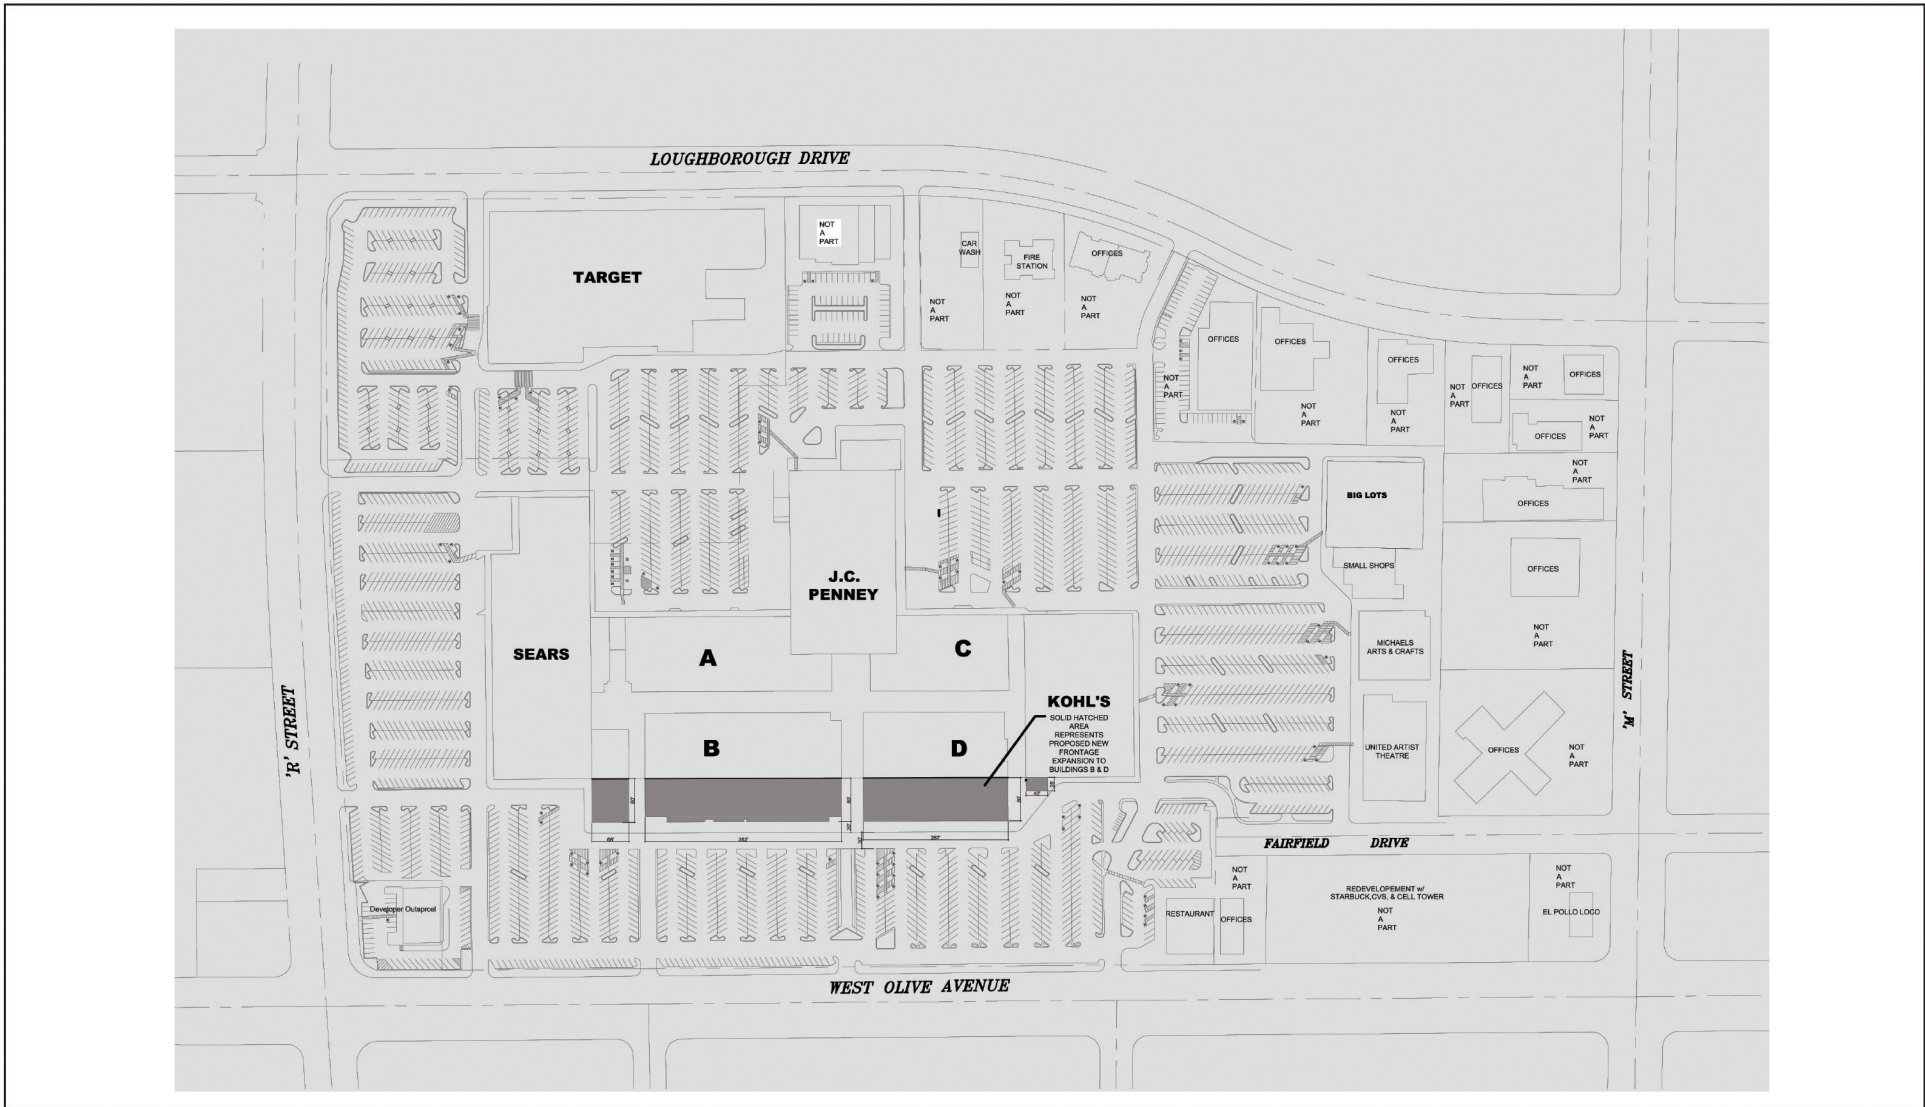 LOUGHBOROUGH DRIVE
TARGET
NOT
A
PART
CAR
WASH
FIRE
STATION
OFFICES
NOT
A
PART
NOT
A
PART
NOT
A
PART
OFFICES
OFFICES
OFFICES
OFFICES
OFFICES
NOT
A
PART
NOT
A
PART
NOT
A
PART
NOT
A
PART
NOT
A
PART
OFFICES
NOT
A
PART
NOT
A
PART
OFFICES
BIG LOTS
SMALL SHOPS
OFFICES
NOT
A
PART
J.C.
PENNEY
SEARS
A
C
MICHAELS
ARTS & CRAFTS
'R' STREET
'M' STREET
KOHL'S
SOLID HATCHED
AREA
REPRESENTS
PROPOSED NEW
FRONTAGE
EXPANSION TO
BUILDINGS B & D
B
D
UNITED ARTIST
THEATRE
OFFICES
NOT
A
PART
FAIRFIELD DRIVE
Developer Outaprcel
RESTAURANT
OFFICES
NOT
A
PART
REDEVELOPEMENT w/
STARBUCK,CVS, & CELL TOWER
NOT
A
PART
NOT
A
PART
EL POLLO LOCO
WEST OLIVE AVENUE